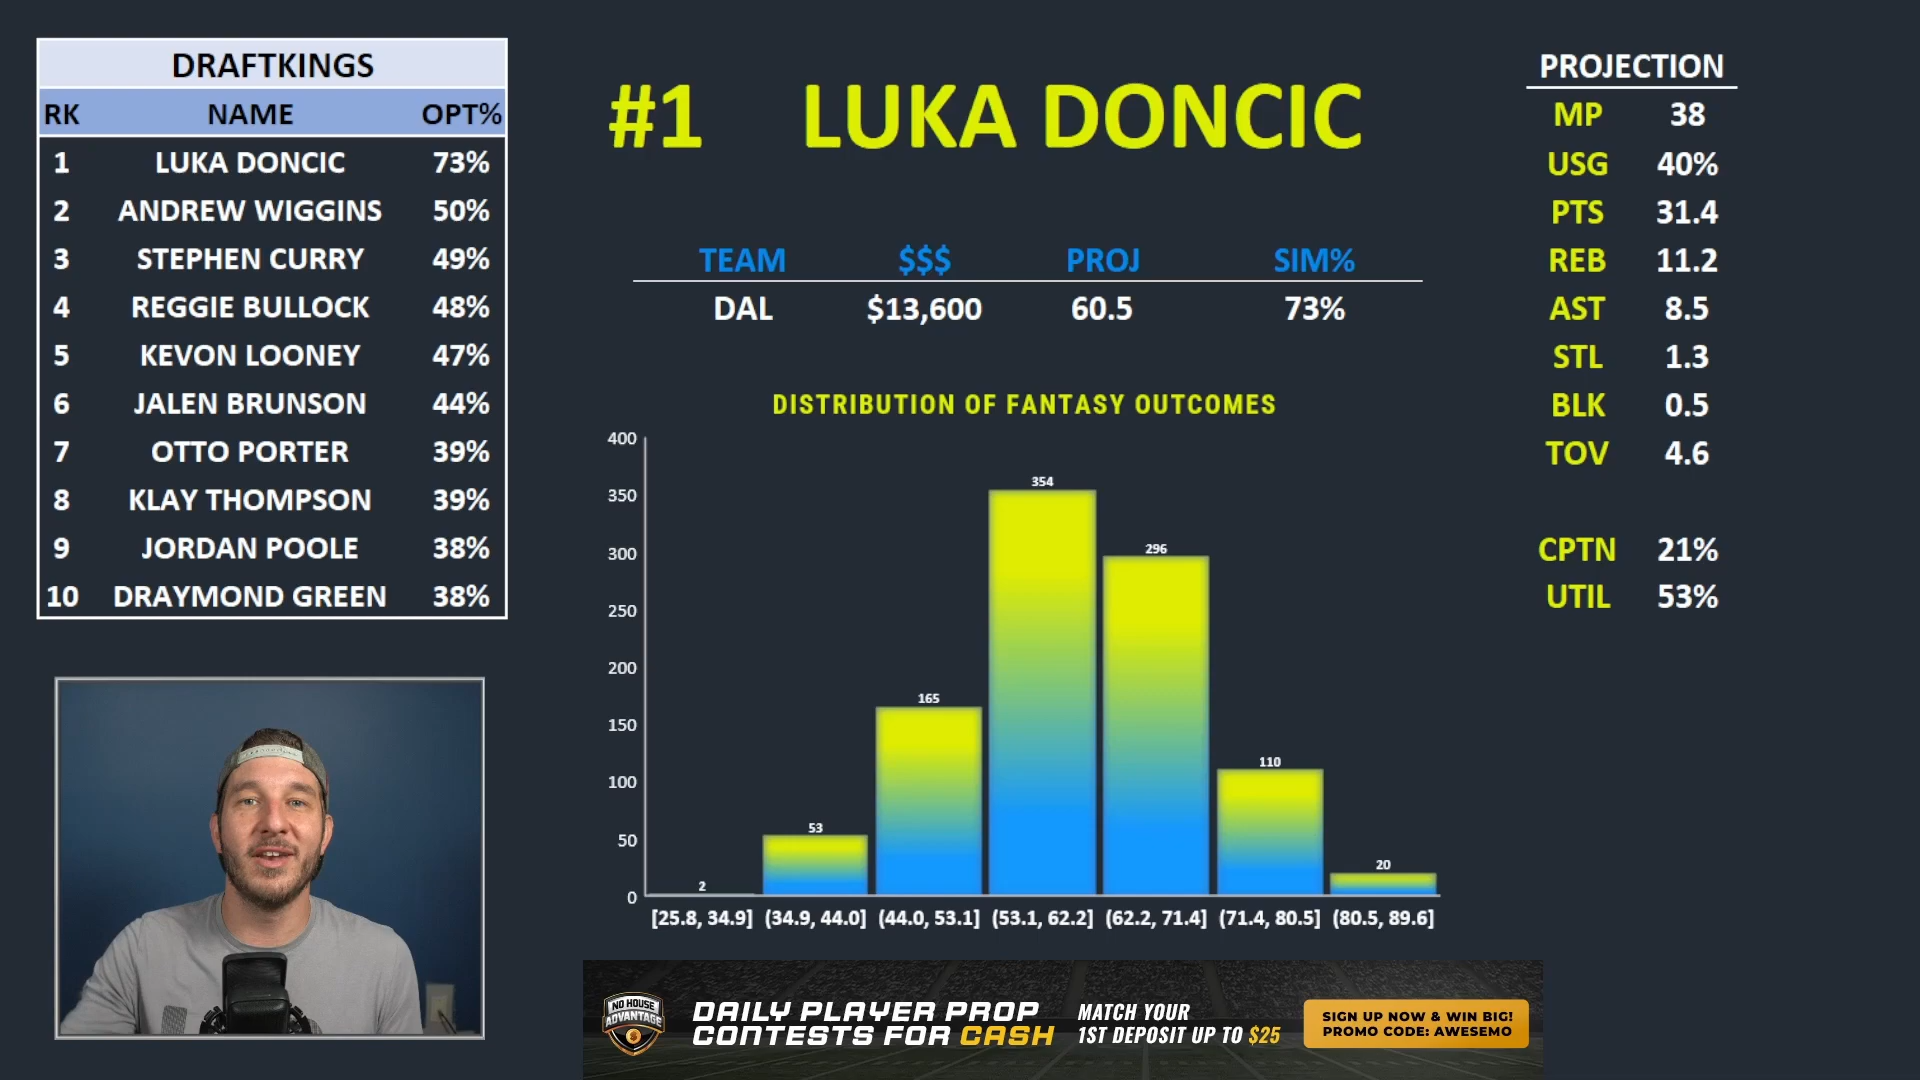 DRAFTKINGS
RK NAME OPT%
1 LUKA DONCIC 73%
2 ANDREW WIGGINS 50%
3 STEPHEN CURRY 49%
4 REGGIE BULLOCK 48%
5 KEVON LOONEY 47%
6 JALEN BRUNSON 44%
7 OTTO PORTER 39%
8 KLAY THOMPSON 39%
9 JORDAN POOLE 38%
10 DRAYMOND GREEN 38%
#1 LUKA DONCIC
TEAM $$$ PROJ SIM%
DAL $13,600 60.5 73%
DISTRIBUTION OF FANTASY OUTCOMES
400
350
300
250
200
150
100
50
0
2
53
165
354
296
110
20
[25.8, 34.9] (34.9, 44.0] (44.0, 53.1] (53.1, 62.2] (62.2, 71.4] (71.4, 80.5] (80.5, 89.6]
PROJECTION
MP 38
USG 40%
PTS 31.4
REB 11.2
AST 8.5
STL 1.3
BLK 0.5
TOV 4.6
CPTN 21%
UTIL 53%
NO HOUSE
ADVANTAGE
DAILY PLAYER PROP
CONTESTS FOR CASH
MATCH YOUR
1ST DEPOSIT UP TO $25
SIGN UP NOW & WIN BIG!
PROMO CODE: AWESEMO